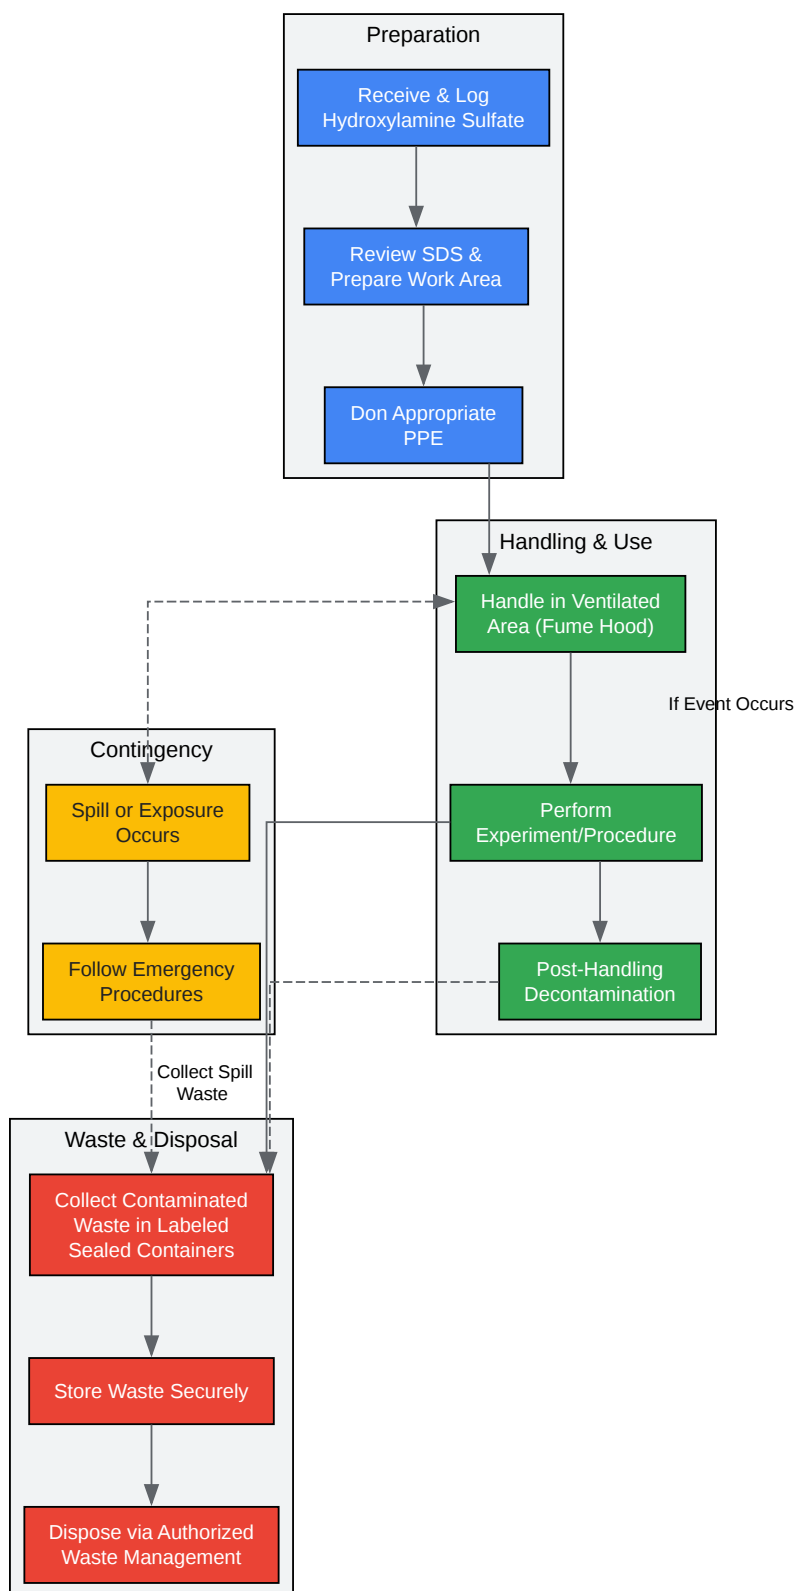 Preparation
Receive & Log
Hydroxylamine Sulfate
Review SDS &
Prepare Work Area
Don Appropriate
PPE
Handling & Use
Handle in Ventilated
Area (Fume Hood)
If Event Occurs
Contingency
Spill or Exposure
Occurs
Perform
Experiment/Procedure
Follow Emergency
Procedures
Post-Handling
Decontamination
Collect Spill
Waste
Waste & Disposal
Collect Contaminated
Waste in Labeled
Sealed Containers
Store Waste Securely
Dispose via Authorized
Waste Management